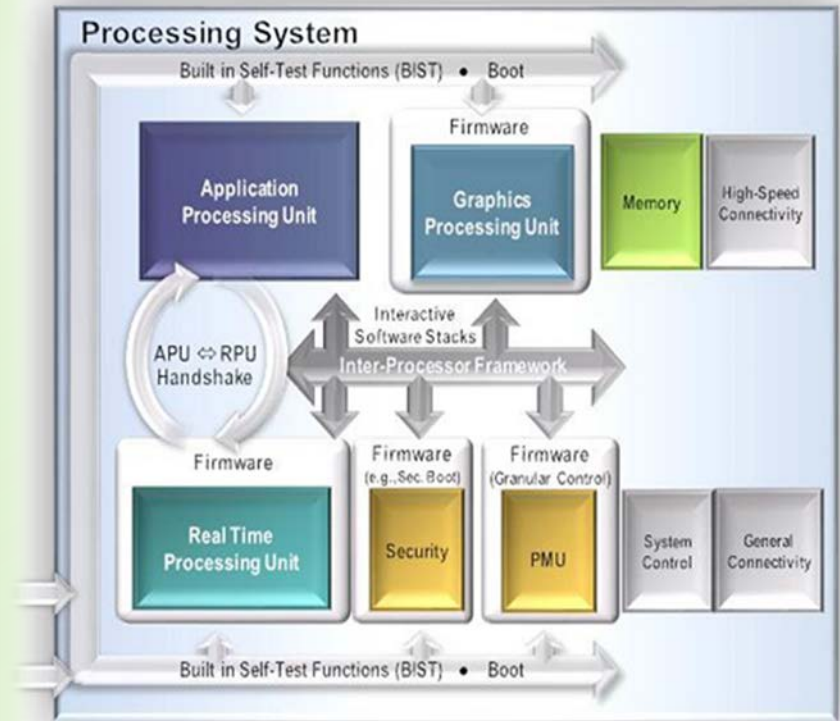 Processing System
Built in Self-Test Functions (BIST) • Boot
Application
Processing Unit
Firmware
Graphics
Processing Unit
Memory
High-Speed
Connectivity
Interactive
Software Stacks
APU ⇔ RPU
Handshake
Inter-Processor Framework
Firmware
Real Time
Processing Unit
Firmware
(e.g., Sec. Boot)
Security
Firmware
(Granular Control)
PMU
System
Control
General
Connectivity
Built in Self-Test Functions (BIST) • Boot